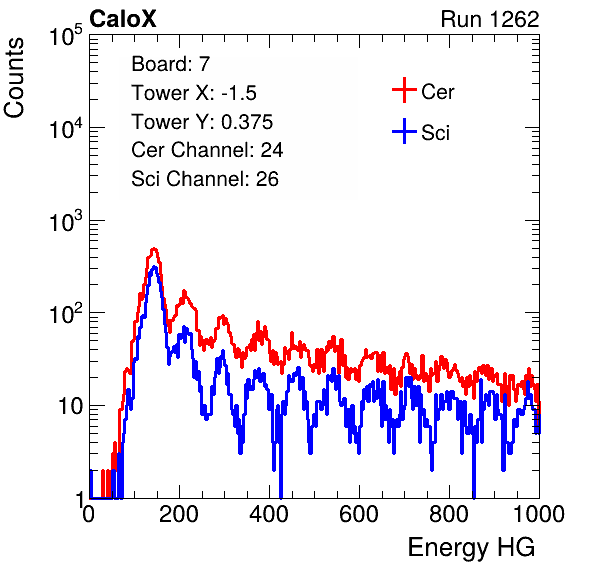 CaloX Run 1262
Counts
10^5
10^4
10^3
10^2
10
1
Board: 7
Tower X: -1.5
Tower Y: 0.375
Cer Channel: 24
Sci Channel: 26
Cer
Sci
0 200 400 600 800 1000
Energy HG